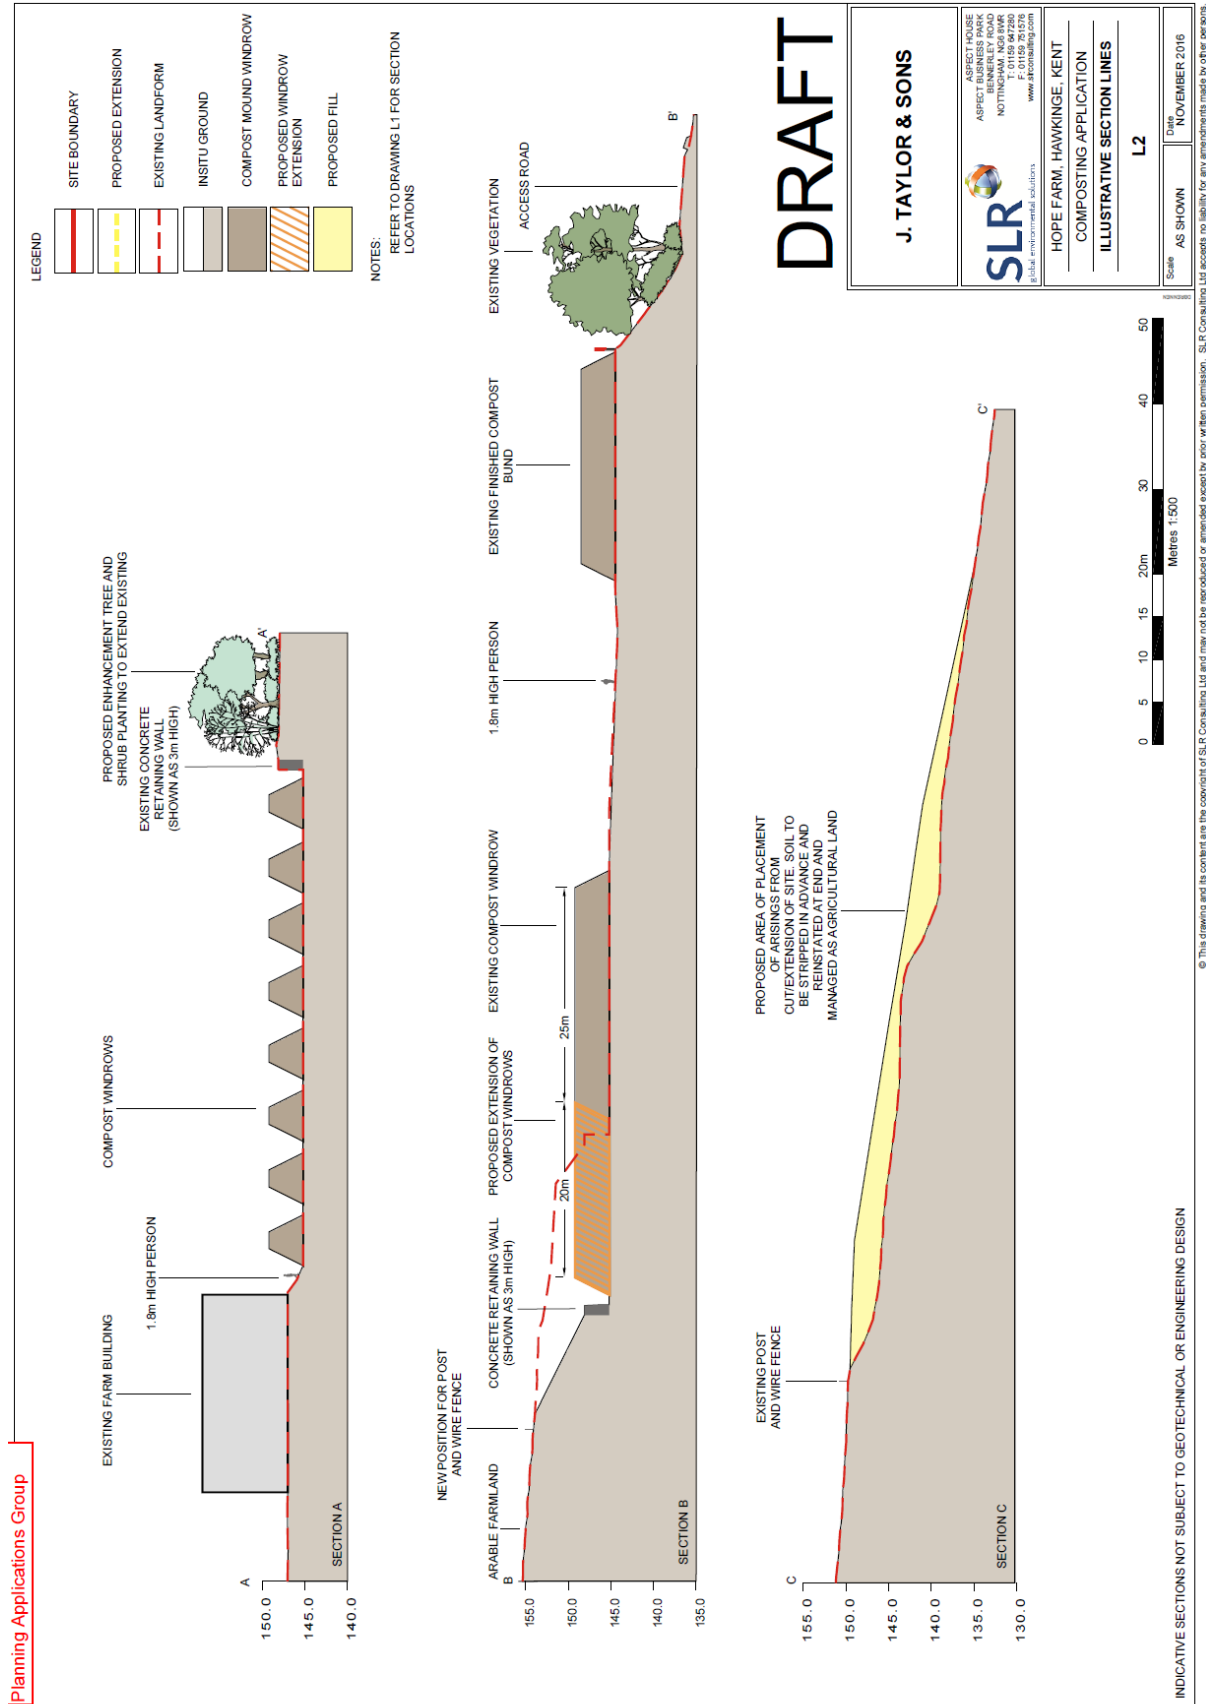 Planning Applications Group
LEGEND
SITE BOUNDARY
PROPOSED EXTENSION
EXISTING LANDFORM
INSITU GROUND
COMPOST MOUND WINDROW
PROPOSED WINDROW
EXTENSION
PROPOSED FILL
NOTES:
REFER TO DRAWING L1 FOR SECTION
LOCATIONS
EXISTING FARM BUILDING
1.8m HIGH PERSON
COMPOST WINDROWS
EXISTING CONCRETE
RETAINING WALL
(SHOWN AS 3m HIGH)
PROPOSED ENHANCEMENT TREE AND
SHRUB PLANTING TO EXTEND EXISTING
A
A'
150.0
145.0
140.0
SECTION A
ARABLE FARMLAND
NEW POSITION FOR POST
AND WIRE FENCE
CONCRETE RETAINING WALL
(SHOWN AS 3m HIGH)
PROPOSED EXTENSION OF
COMPOST WINDROWS
EXISTING COMPOST WINDROW
1.8m HIGH PERSON
EXISTING FINISHED COMPOST
BUND
EXISTING VEGETATION
ACCESS ROAD
20m
25m
B
B'
155.0
150.0
145.0
140.0
135.0
SECTION B
EXISTING POST
AND WIRE FENCE
PROPOSED AREA OF PLACEMENT
OF ARISINGS FROM
CUT/EXTENSION OF SITE. SOIL TO
BE STRIPPED IN ADVANCE AND
REINSTATED AT END AND
MANAGED AS AGRICULTURAL LAND
C
C'
155.0
150.0
145.0
140.0
135.0
130.0
SECTION C
0 5 10 15 20m 30 40 50
Metres 1:500
INDICATIVE SECTIONS NOT SUBJECT TO GEOTECHNICAL OR ENGINEERING DESIGN
DRAFT
J. TAYLOR & SONS
SLR
global environmental solutions
ASPECT HOUSE
ASPECT BUSINESS PARK
BENNERLEY ROAD
NOTTINGHAM. NG6 8WR
T: 01159 647280
F: 01159 751576
www.slrconsulting.com
HOPE FARM, HAWKINGE, KENT
COMPOSTING APPLICATION
ILLUSTRATIVE SECTION LINES
L2
Scale
AS SHOWN
Date
NOVEMBER 2016
© This drawing and its content are the copyright of SLR Consulting Ltd and may not be reproduced or amended except by prior written permission. SLR Consulting Ltd accepts no liability for any amendments made by other persons.